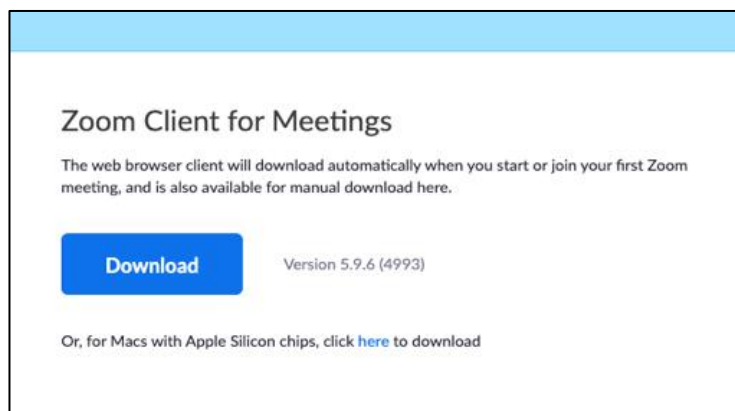 Zoom Client for Meetings
The web browser client will download automatically when you start or join your first Zoom
meeting, and is also available for manual download here.
Download
Version 5.9.6 (4993)
Or, for Macs with Apple Silicon chips, click here to download